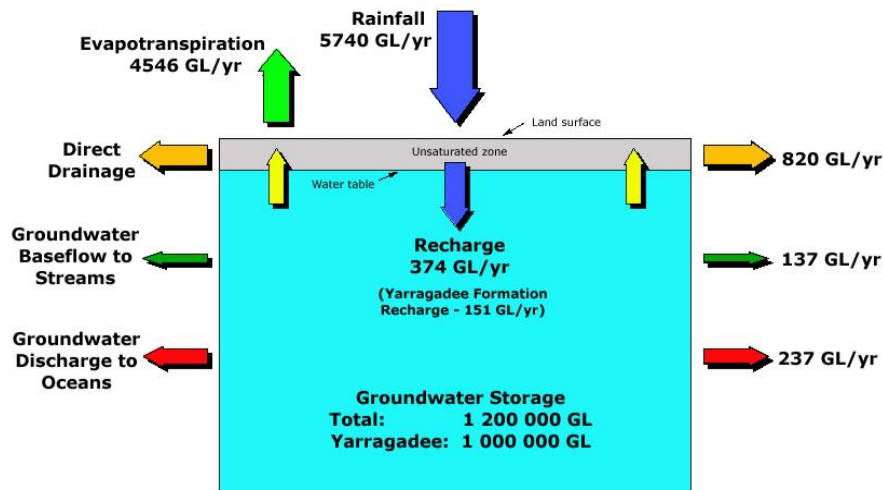 Rainfall
5740 GL/yr
Evapotranspiration
4546 GL/yr
Land surface
Unsaturated zone
Direct
Drainage
820 GL/yr
Water table
Groundwater
Baseflow to
Streams
Recharge
374 GL/yr
(Yarragadee Formation
Recharge - 151 GL/yr)
137 GL/yr
Groundwater
Discharge to
Oceans
237 GL/yr
Groundwater Storage
Total: 1 200 000 GL
Yarragadee: 1 000 000 GL